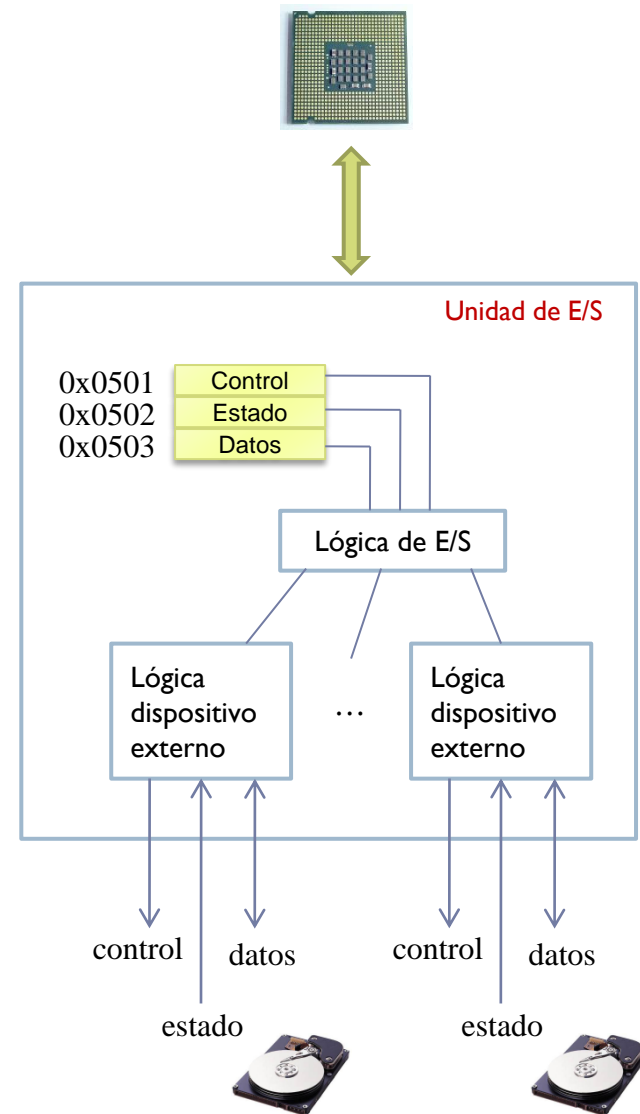 Unidad de E/S
0x0501 Control
0x0502 Estado
0x0503 Datos
Lógica de E/S
Lógica
dispositivo
externo
...
Lógica
dispositivo
externo
control
datos
control
datos
estado
estado